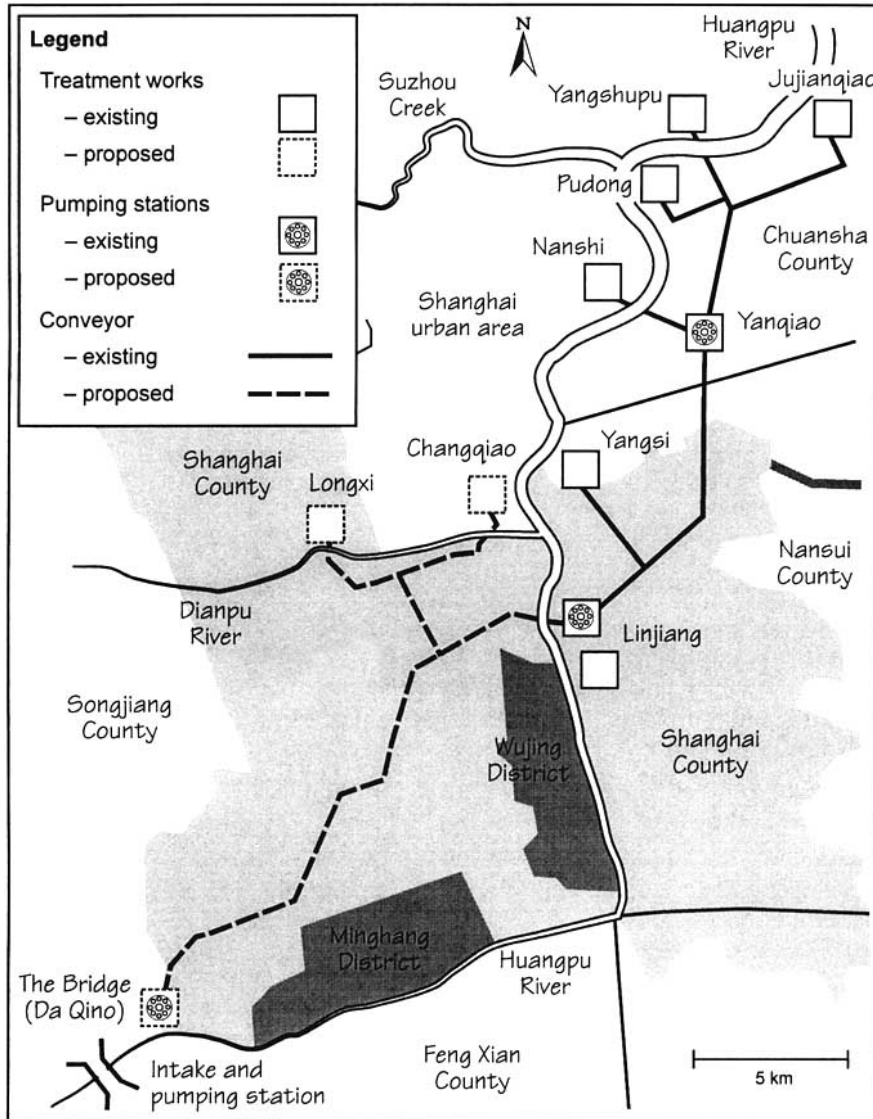 Legend
Treatment works
– existing
– proposed
Pumping stations
– existing
– proposed
Conveyor
– existing
– proposed
N
Huangpu
River
Suzhou
Creek
Yangshupu
Jujianqiao
Pudong
Chuansha
County
Nanshi
Shanghai
urban area
Yanqiao
Changqiao
Yangsi
Shanghai
County
Longxi
Nansui
County
Dianpu
River
Linjiang
Songjiang
County
Wujing
District
Shanghai
County
Minghang
District
Huangpu
River
The Bridge
(Da Qino)
Intake and
pumping station
Feng Xian
County
5 km